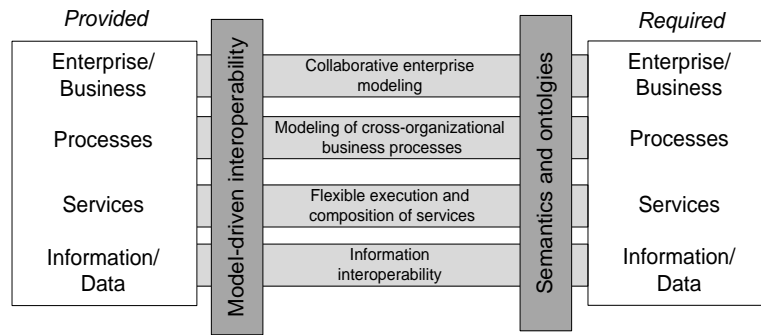 Provided
Required
Enterprise/
Business
Processes
Services
Information/
Data
Model-driven interoperability
Collaborative enterprise
modeling
Modeling of cross-organizational
business processes
Flexible execution and
composition of services
Information
interoperability
Semantics and ontolgies
Enterprise/
Business
Processes
Services
Information/
Data